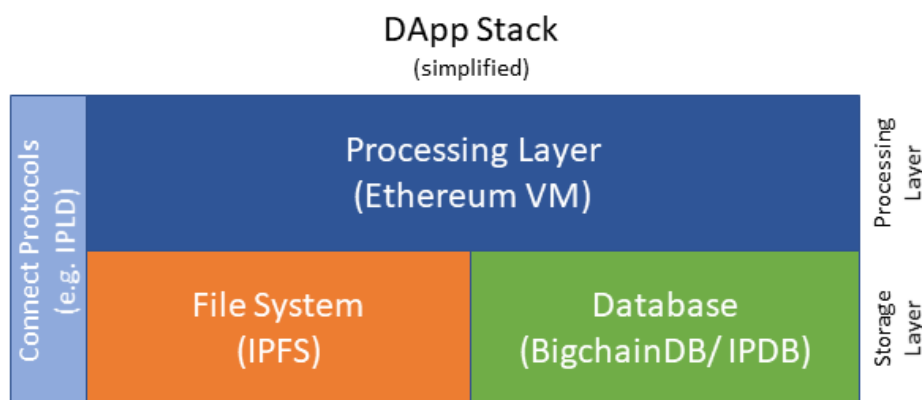 DApp Stack
(simplified)
Connect Protocols
(e.g. IPLD)
Processing Layer
(Ethereum VM)
Processing
Layer
File System
(IPFS)
Database
(BigchainDB/ IPDB)
Storage
Layer